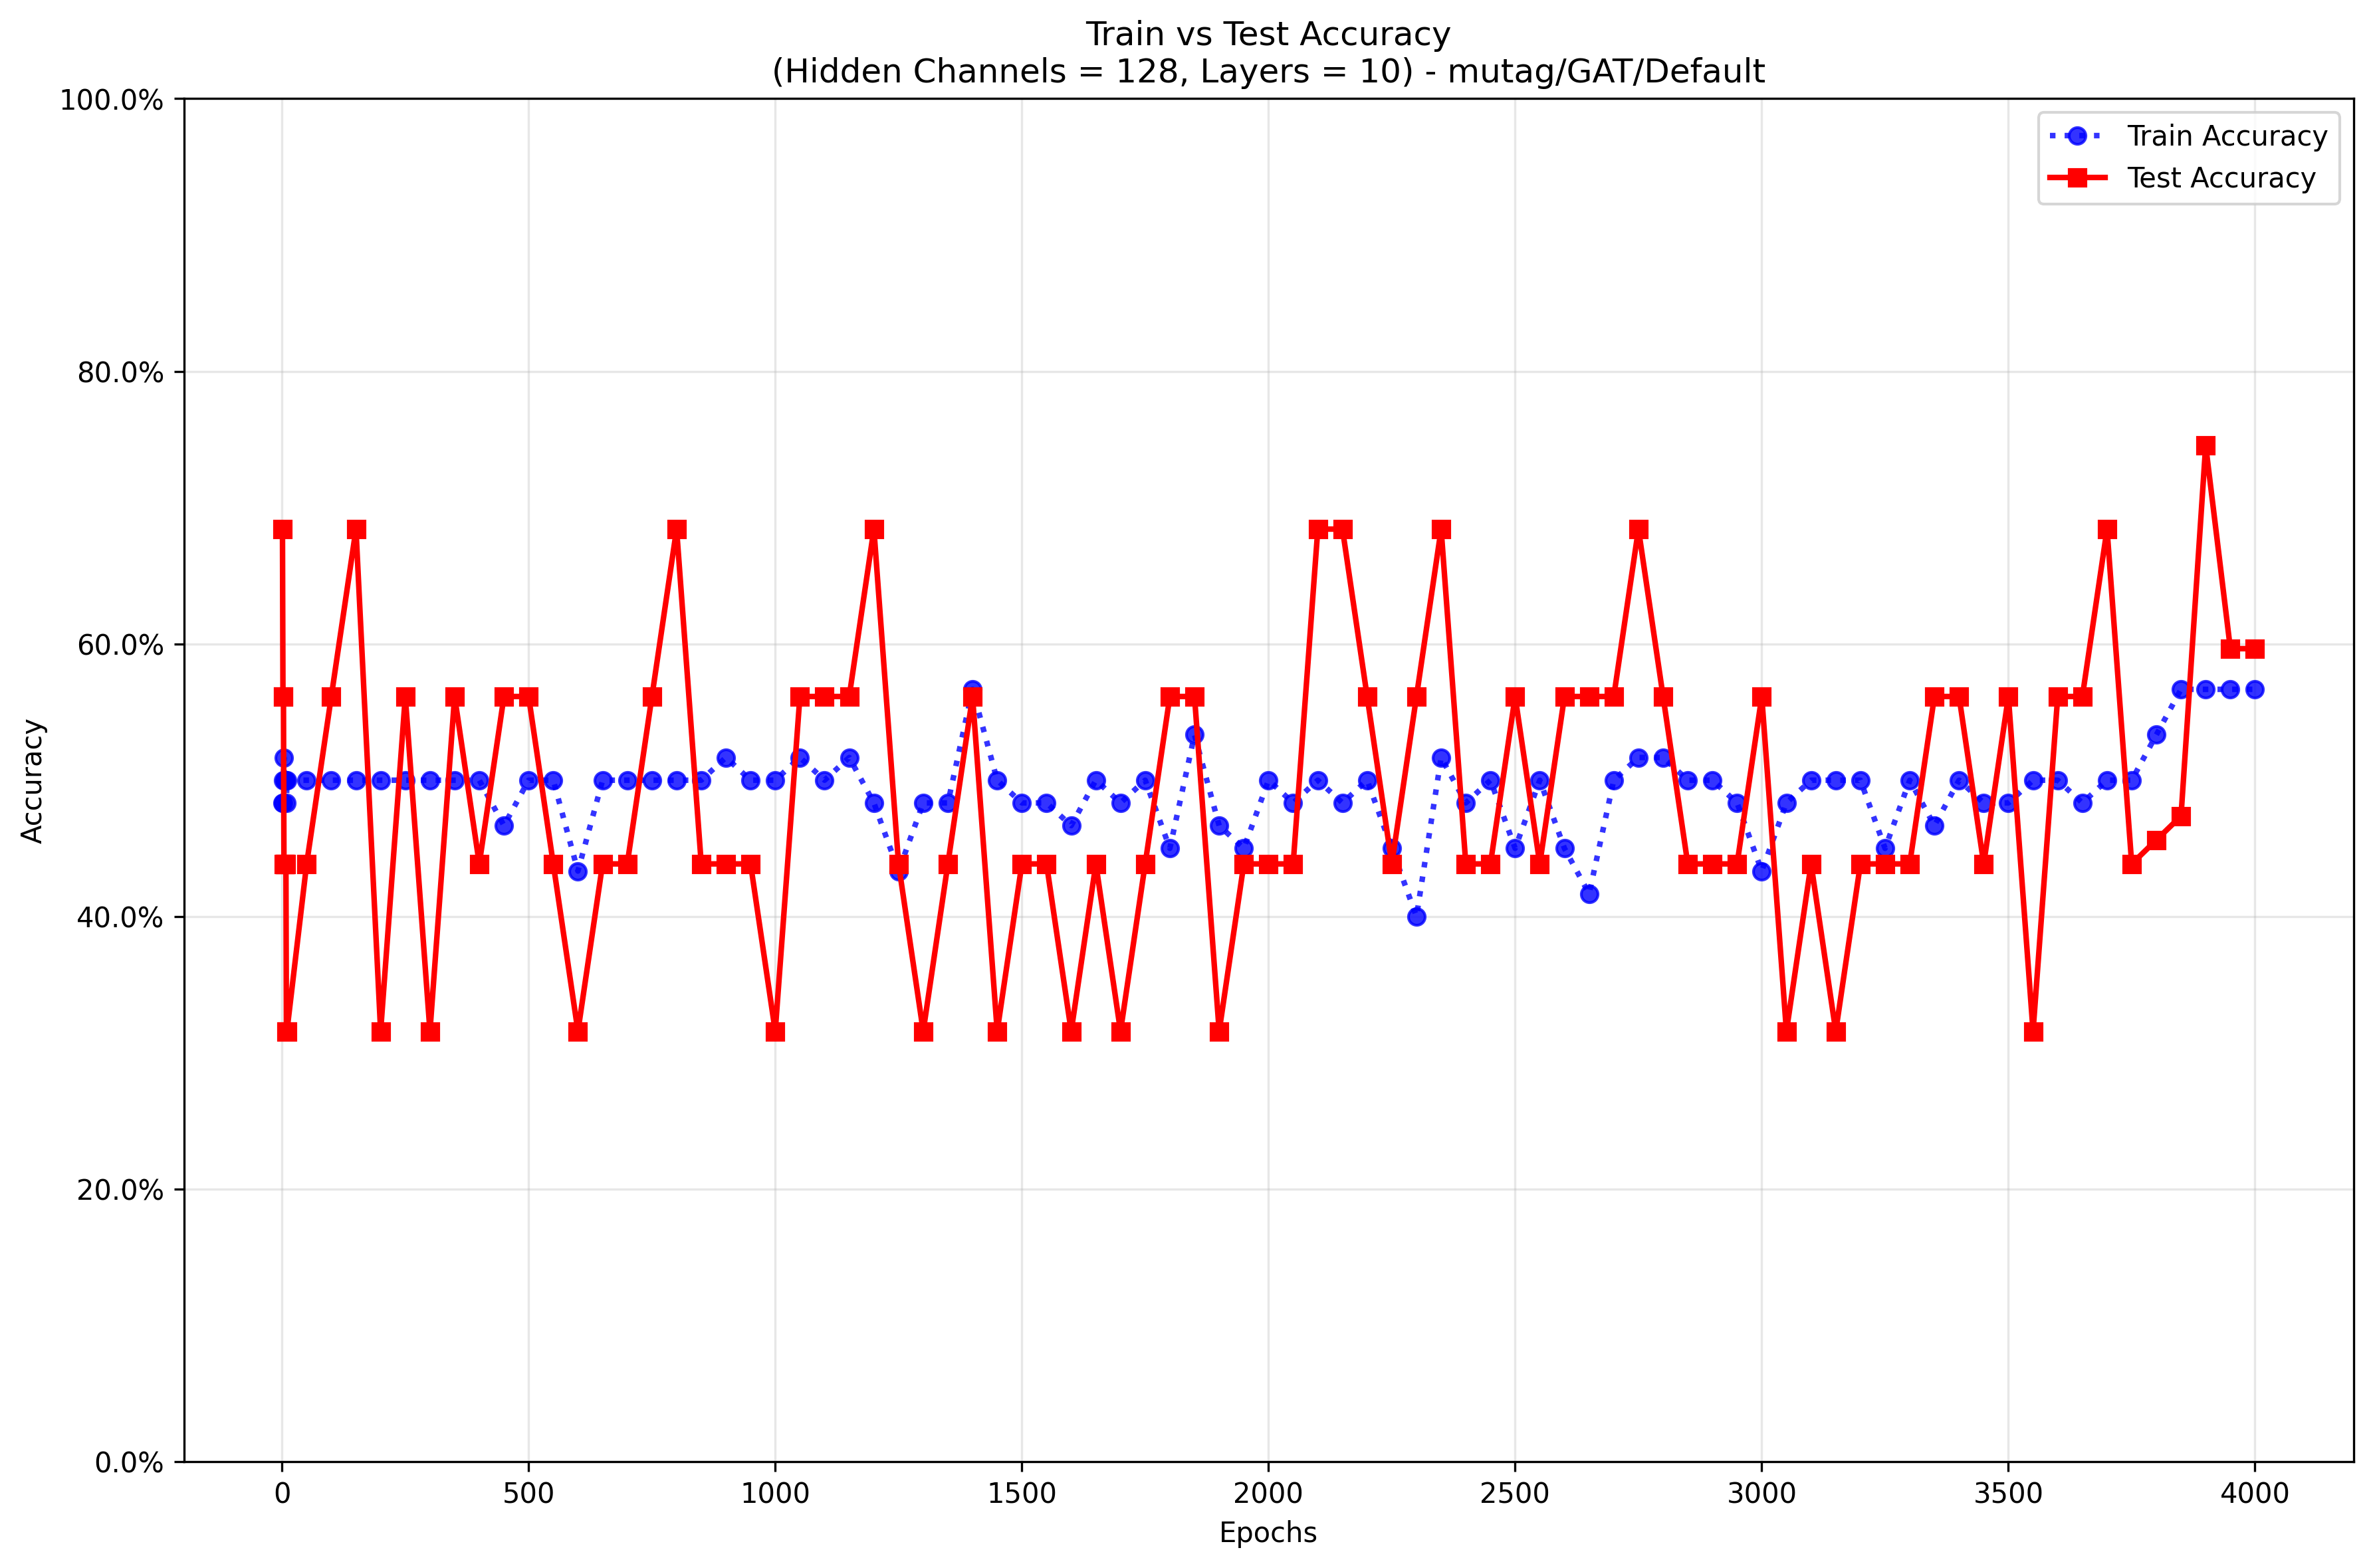 Train vs Test Accuracy
(Hidden Channels = 128, Layers = 10) - mutag/GAT/Default
100.0%
80.0%
60.0%
40.0%
20.0%
0.0%
Accuracy
Train Accuracy
Test Accuracy
0 500 1000 1500 2000 2500 3000 3500 4000
Epochs